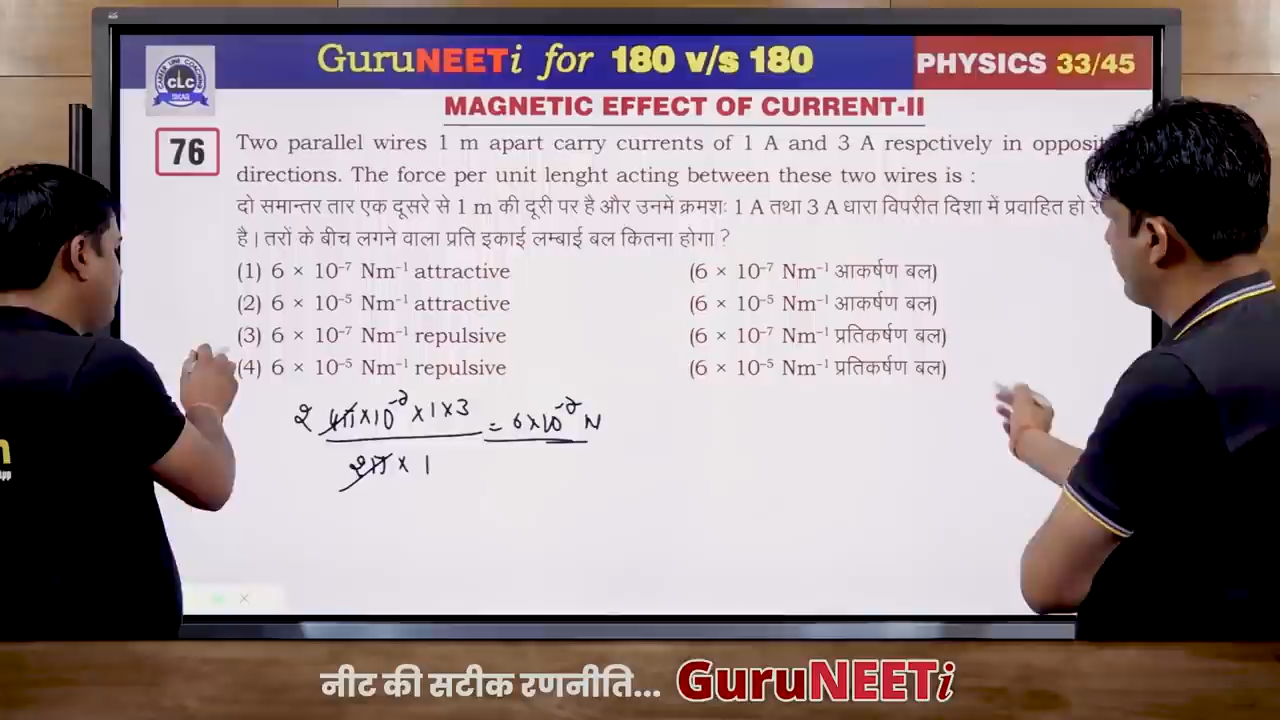 GuruNEETi for 180 v/s 180
PHYSICS 33/45
CLC
SIKAR
MAGNETIC EFFECT OF CURRENT-II
76
Two parallel wires 1 m apart carry currents of 1 A and 3 A respctively in opposit
directions. The force per unit lenght acting between these two wires is :
दो समान्तर तार एक दूसरे से 1 m की दूरी पर है और उनमें क्रमशः 1 A तथा 3 A धारा विपरीत दिशा में प्रवाहित हो र
है। तरों के बीच लगने वाला प्रति इकाई लम्बाई बल कितना होगा ?
(1) 6 × 10⁻⁷ Nm⁻¹ attractive (6 × 10⁻⁷ Nm⁻¹ आकर्षण बल)
(2) 6 × 10⁻⁵ Nm⁻¹ attractive (6 × 10⁻⁵ Nm⁻¹ आकर्षण बल)
(3) 6 × 10⁻⁷ Nm⁻¹ repulsive (6 × 10⁻⁷ Nm⁻¹ प्रतिकर्षण बल)
(4) 6 × 10⁻⁵ Nm⁻¹ repulsive (6 × 10⁻⁵ Nm⁻¹ प्रतिकर्षण बल)
2 4π×10⁻⁷ × 1 × 3 = 6×10⁻⁷ N
2π × 1
App
नीट की सटीक रणनीति... GuruNEETi